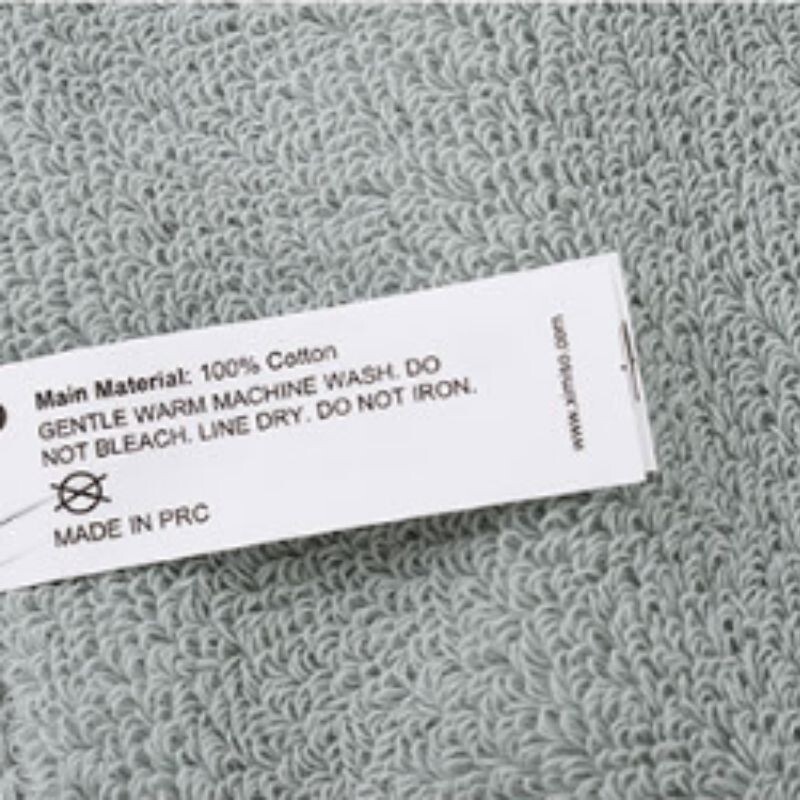 Main Material: 100% Cotton
GENTLE WARM MACHINE WASH. DO
NOT BLEACH. LINE DRY. DO NOT IRON.
MADE IN PRC